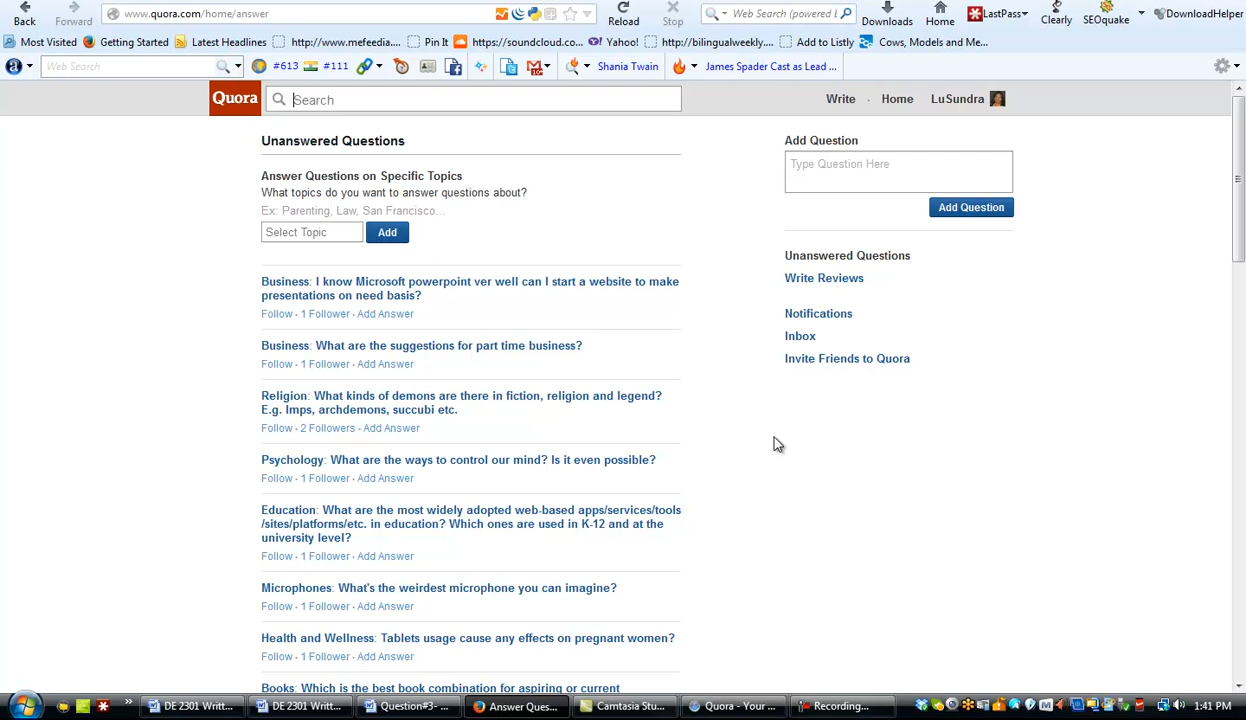 Back
Forward
www.quora.com/home/answer
Reload
Stop
Web Search (powered l
Downloads
Home
LastPass
Clearly
SEOquake
DownloadHelper
Most Visited
Getting Started
Latest Headlines
http://www.mefeedia....
Pin It
https://soundcloud.co...
Yahoo!
http://bilingualweekly....
Add to Listly
Cows, Models and Me...
Web Search
#613
#111
Shania Twain
James Spader Cast as Lead ...
Quora
Search
Write
Home
LuSundra
Unanswered Questions
Answer Questions on Specific Topics
What topics do you want to answer questions about?
Ex: Parenting, Law, San Francisco...
Select Topic
Add
Business: I know Microsoft powerpoint ver well can I start a website to make
presentations on need basis?
Follow - 1 Follower - Add Answer
Business: What are the suggestions for part time business?
Follow - 1 Follower - Add Answer
Religion: What kinds of demons are there in fiction, religion and legend?
E.g. Imps, archdemons, succubi etc.
Follow - 2 Followers - Add Answer
Psychology: What are the ways to control our mind? Is it even possible?
Follow - 1 Follower - Add Answer
Education: What are the most widely adopted web-based apps/services/tools
/sites/platforms/etc. in education? Which ones are used in K-12 and at the
university level?
Follow - 1 Follower - Add Answer
Microphones: What's the weirdest microphone you can imagine?
Follow - 1 Follower - Add Answer
Health and Wellness: Tablets usage cause any effects on pregnant women?
Follow - 1 Follower - Add Answer
Books: Which is the best book combination for aspiring or current
Add Question
Type Question Here
Add Question
Unanswered Questions
Write Reviews
Notifications
Inbox
Invite Friends to Quora
DE 2301 Writt...
DE 2301 Writt...
Question#3- ...
Answer Ques...
Camtasia Stu...
Quora - Your ...
Recording...
1:41 PM